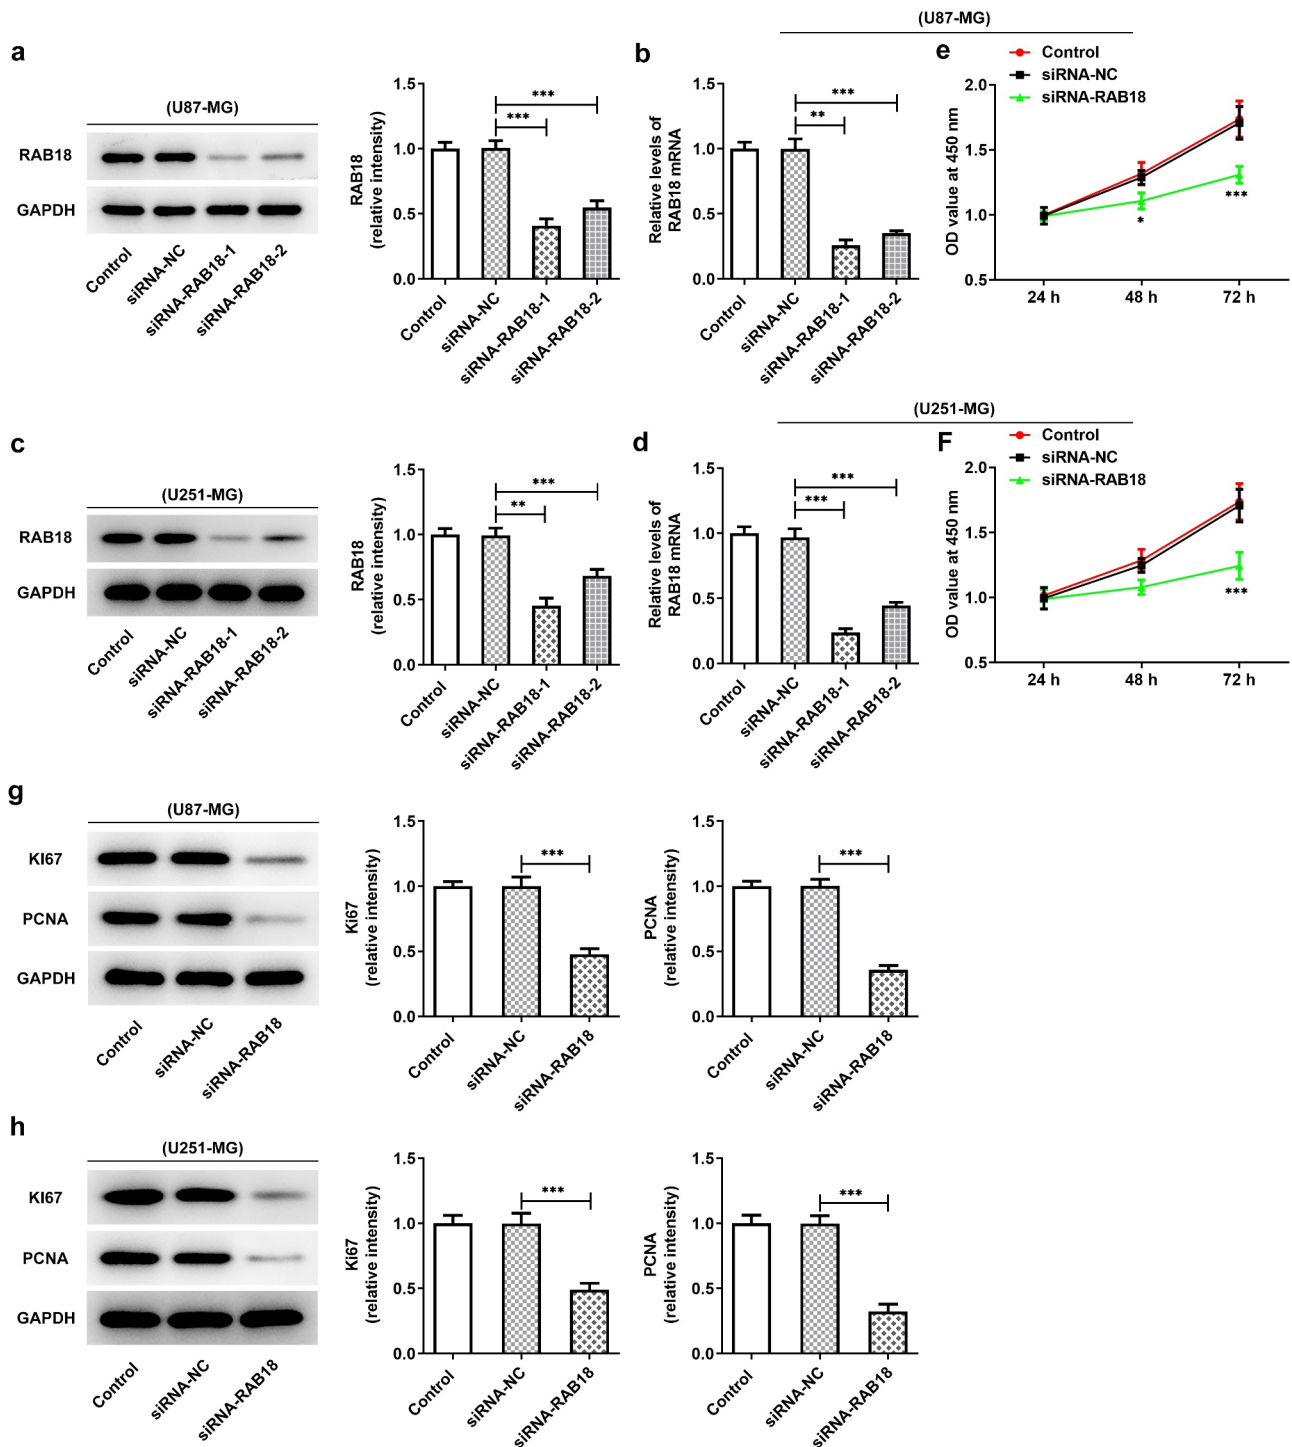 a
(U87-MG)
RAB18
GAPDH
Control
siRNA-NC
siRNA-RAB18-1
siRNA-RAB18-2
RAB18
(relative intensity)
1.5
1.0
0.5
0.0
***
***
Control
siRNA-NC
siRNA-RAB18-1
siRNA-RAB18-2
(U87-MG)
b
Relative levels of
RAB18 mRNA
1.5
1.0
0.5
0.0
***
**
Control
siRNA-NC
siRNA-RAB18-1
siRNA-RAB18-2
e
Control
siRNA-NC
siRNA-RAB18
OD value at 450 nm
2.0
1.5
1.0
0.5
*
***
24 h
48 h
72 h
c
(U251-MG)
RAB18
GAPDH
Control
siRNA-NC
siRNA-RAB18-1
siRNA-RAB18-2
RAB18
(relative intensity)
1.5
1.0
0.5
0.0
***
**
Control
siRNA-NC
siRNA-RAB18-1
siRNA-RAB18-2
(U251-MG)
d
Relative levels of
RAB18 mRNA
1.5
1.0
0.5
0.0
***
***
Control
siRNA-NC
siRNA-RAB18-1
siRNA-RAB18-2
F
Control
siRNA-NC
siRNA-RAB18
OD value at 450 nm
2.0
1.5
1.0
0.5
***
24 h
48 h
72 h
g
(U87-MG)
KI67
PCNA
GAPDH
Control
siRNA-NC
siRNA-RAB18
Ki67
(relative intensity)
1.5
1.0
0.5
0.0
***
Control
siRNA-NC
siRNA-RAB18
PCNA
(relative intensity)
1.5
1.0
0.5
0.0
***
Control
siRNA-NC
siRNA-RAB18
h
(U251-MG)
KI67
PCNA
GAPDH
Control
siRNA-NC
siRNA-RAB18
Ki67
(relative intensity)
1.5
1.0
0.5
0.0
***
Control
siRNA-NC
siRNA-RAB18
PCNA
(relative intensity)
1.5
1.0
0.5
0.0
***
Control
siRNA-NC
siRNA-RAB18